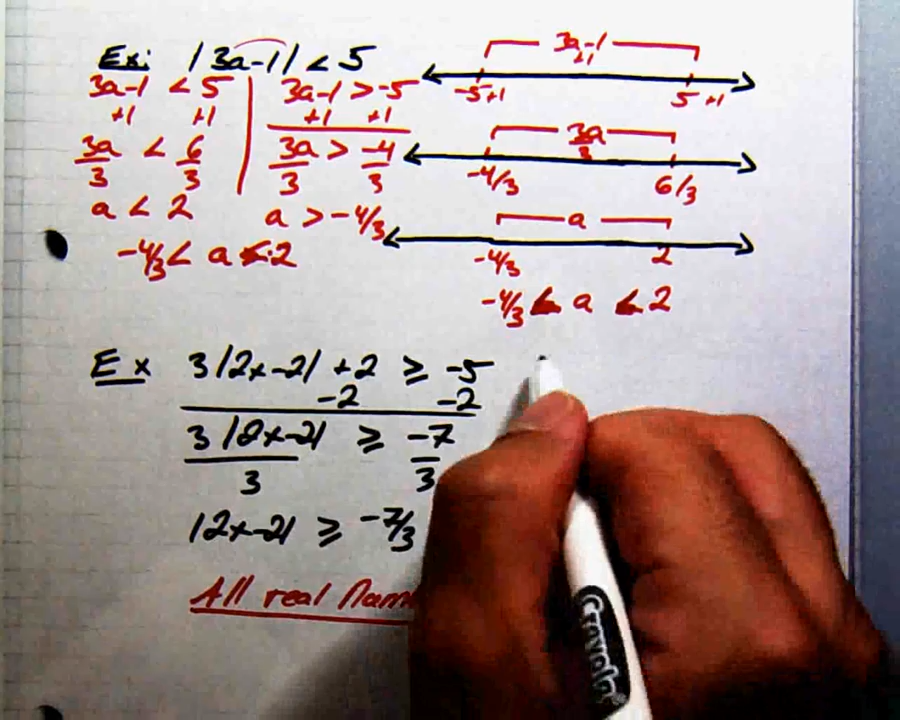 Ex: |3a-1| < 5
3a-1 < 5
+1 +1
3a/3 < 6/3
a < 2
3a-1 > -5
+1 +1
3a/3 > -4/3
a > -4/3
-4/3 < a < 2
3a-1
+1
-5+1 5+1
3a
3
-4/3 6/3
a
-4/3 2
-4/3 < a < 2
Ex 3|2x-2| +2 ≥ -5
-2 -2
3|2x-2| ≥ -7
3 3
|2x-2| ≥ -7/3
All real
Crayola